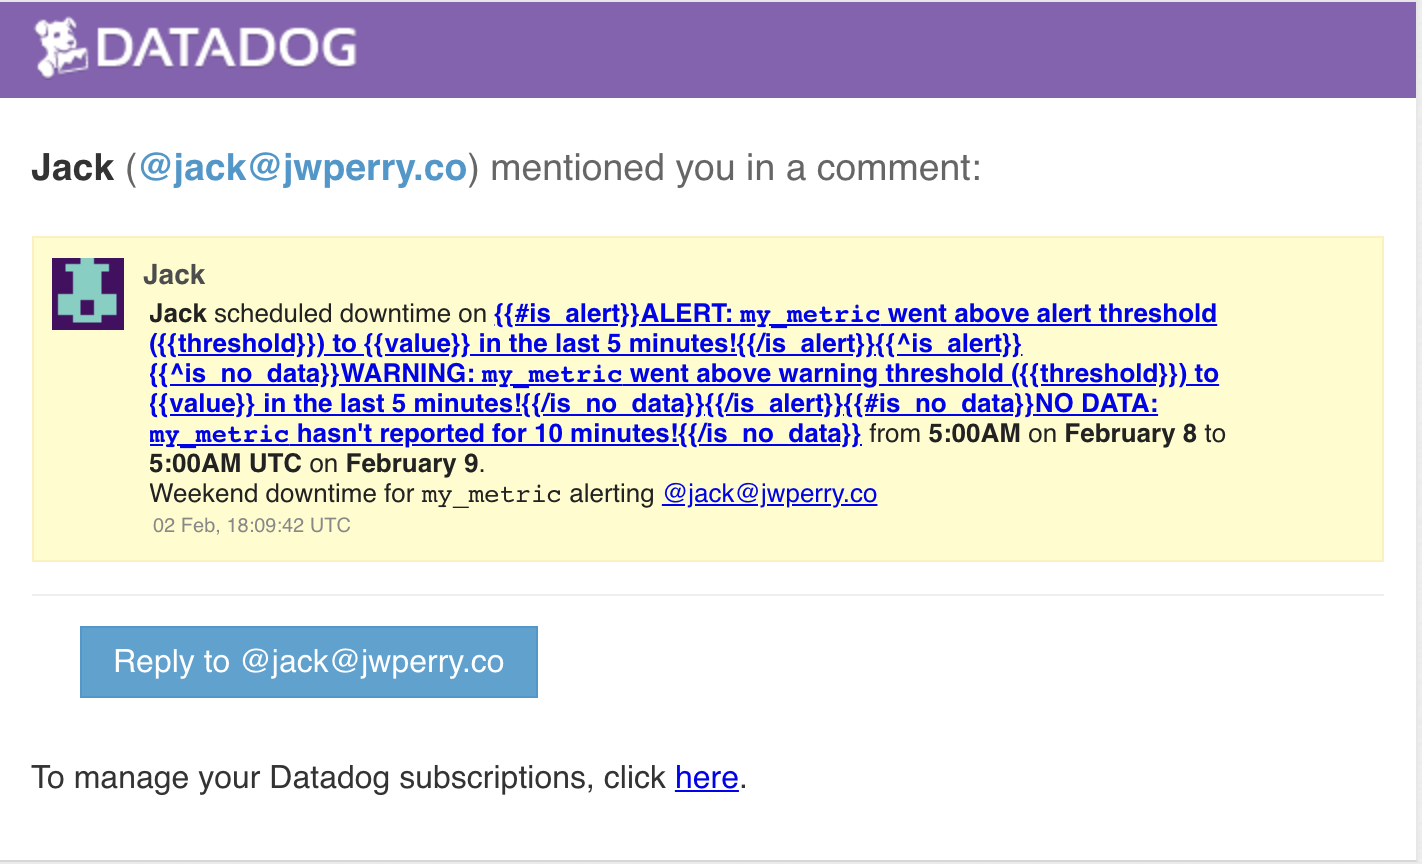 DATADOG
Jack (@jack@jwperry.co) mentioned you in a comment:
Jack
Jack scheduled downtime on {{#is_alert}}ALERT: my_metric went above alert threshold
({{threshold}}) to {{value}} in the last 5 minutes!{{/is_alert}}{{^is_alert}}
{{^is_no_data}}WARNING: my_metric went above warning threshold ({{threshold}}) to
{{value}} in the last 5 minutes!{{/is_no_data}}{{/is_alert}}{{#is_no_data}}NO DATA:
my_metric hasn't reported for 10 minutes!{{/is_no_data}} from 5:00AM on February 8 to
5:00AM UTC on February 9.
Weekend downtime for my_metric alerting @jack@jwperry.co
02 Feb, 18:09:42 UTC
Reply to @jack@jwperry.co
To manage your Datadog subscriptions, click here.